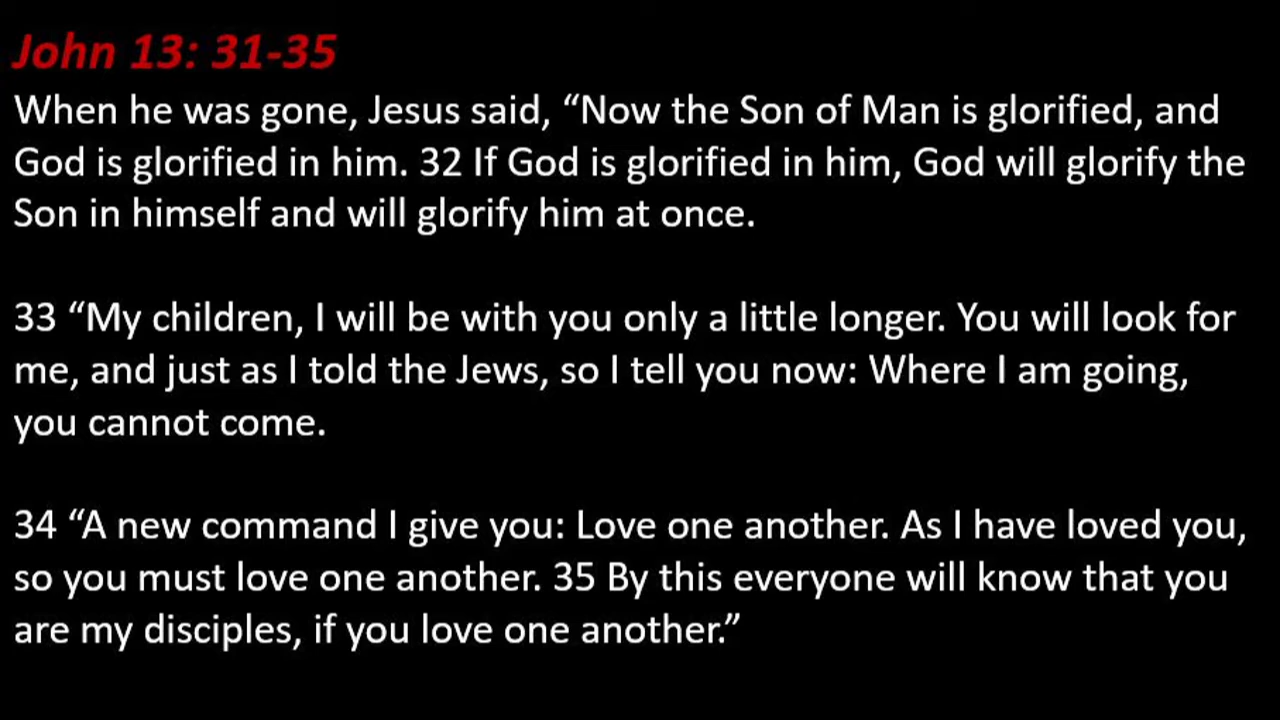 John 13: 31-35
When he was gone, Jesus said, “Now the Son of Man is glorified, and
God is glorified in him. 32 If God is glorified in him, God will glorify the
Son in himself and will glorify him at once.
33 “My children, I will be with you only a little longer. You will look for
me, and just as I told the Jews, so I tell you now: Where I am going,
you cannot come.
34 “A new command I give you: Love one another. As I have loved you,
so you must love one another. 35 By this everyone will know that you
are my disciples, if you love one another.”